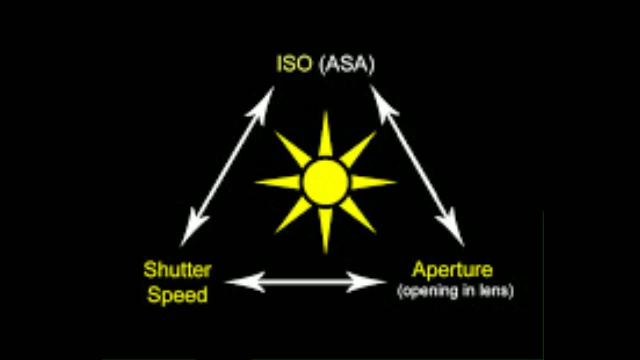 ISO (ASA)
Shutter
Speed
Aperture
(opening in lens)